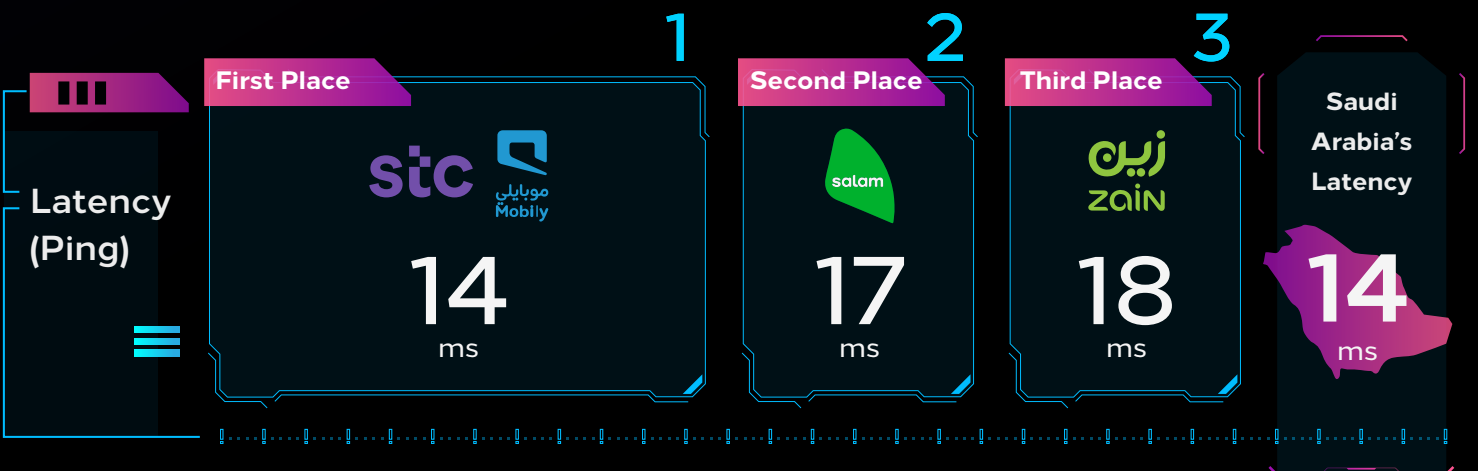 Latency
(Ping)
1
First Place
stc
موبايلي
Mobily
14
ms
2
Second Place
salam
17
ms
3
Third Place
زين
zain
18
ms
Saudi
Arabia’s
Latency
14
ms